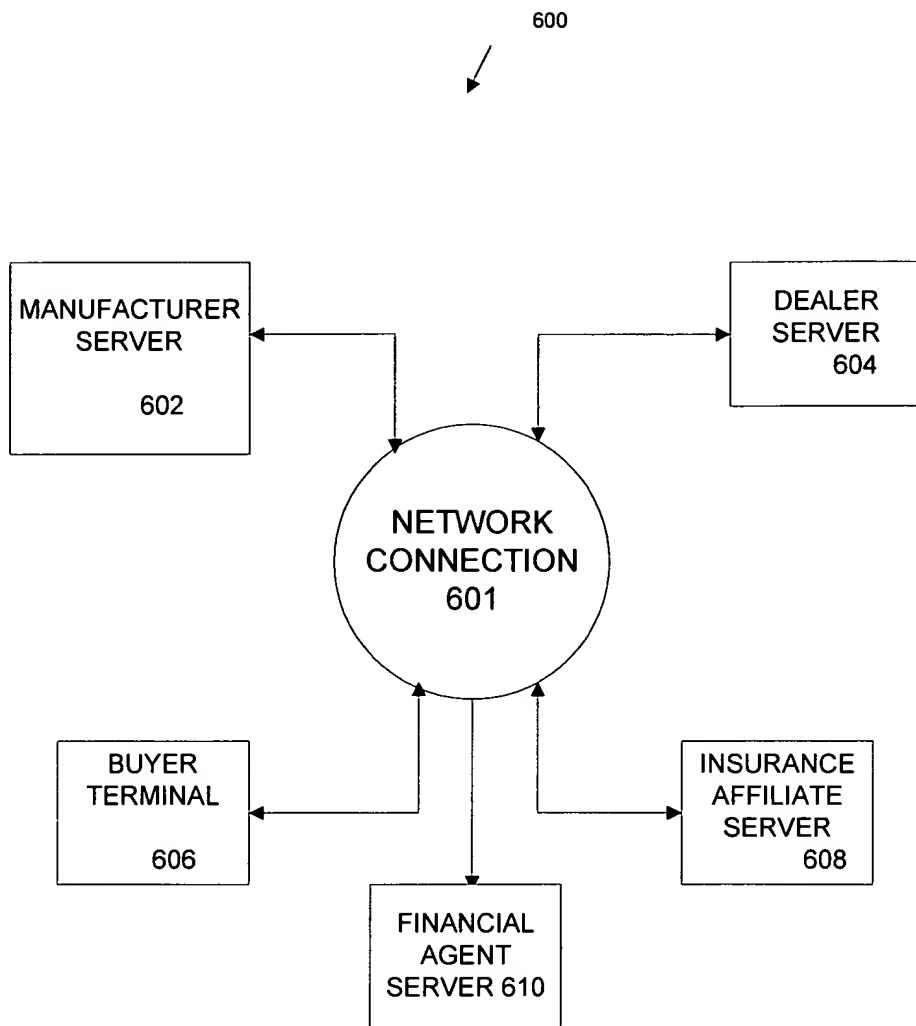 600
MANUFACTURER
SERVER
602
DEALER
SERVER
604
NETWORK
CONNECTION
601
BUYER
TERMINAL
606
INSURANCE
AFFILIATE
SERVER
608
FINANCIAL
AGENT
SERVER 610